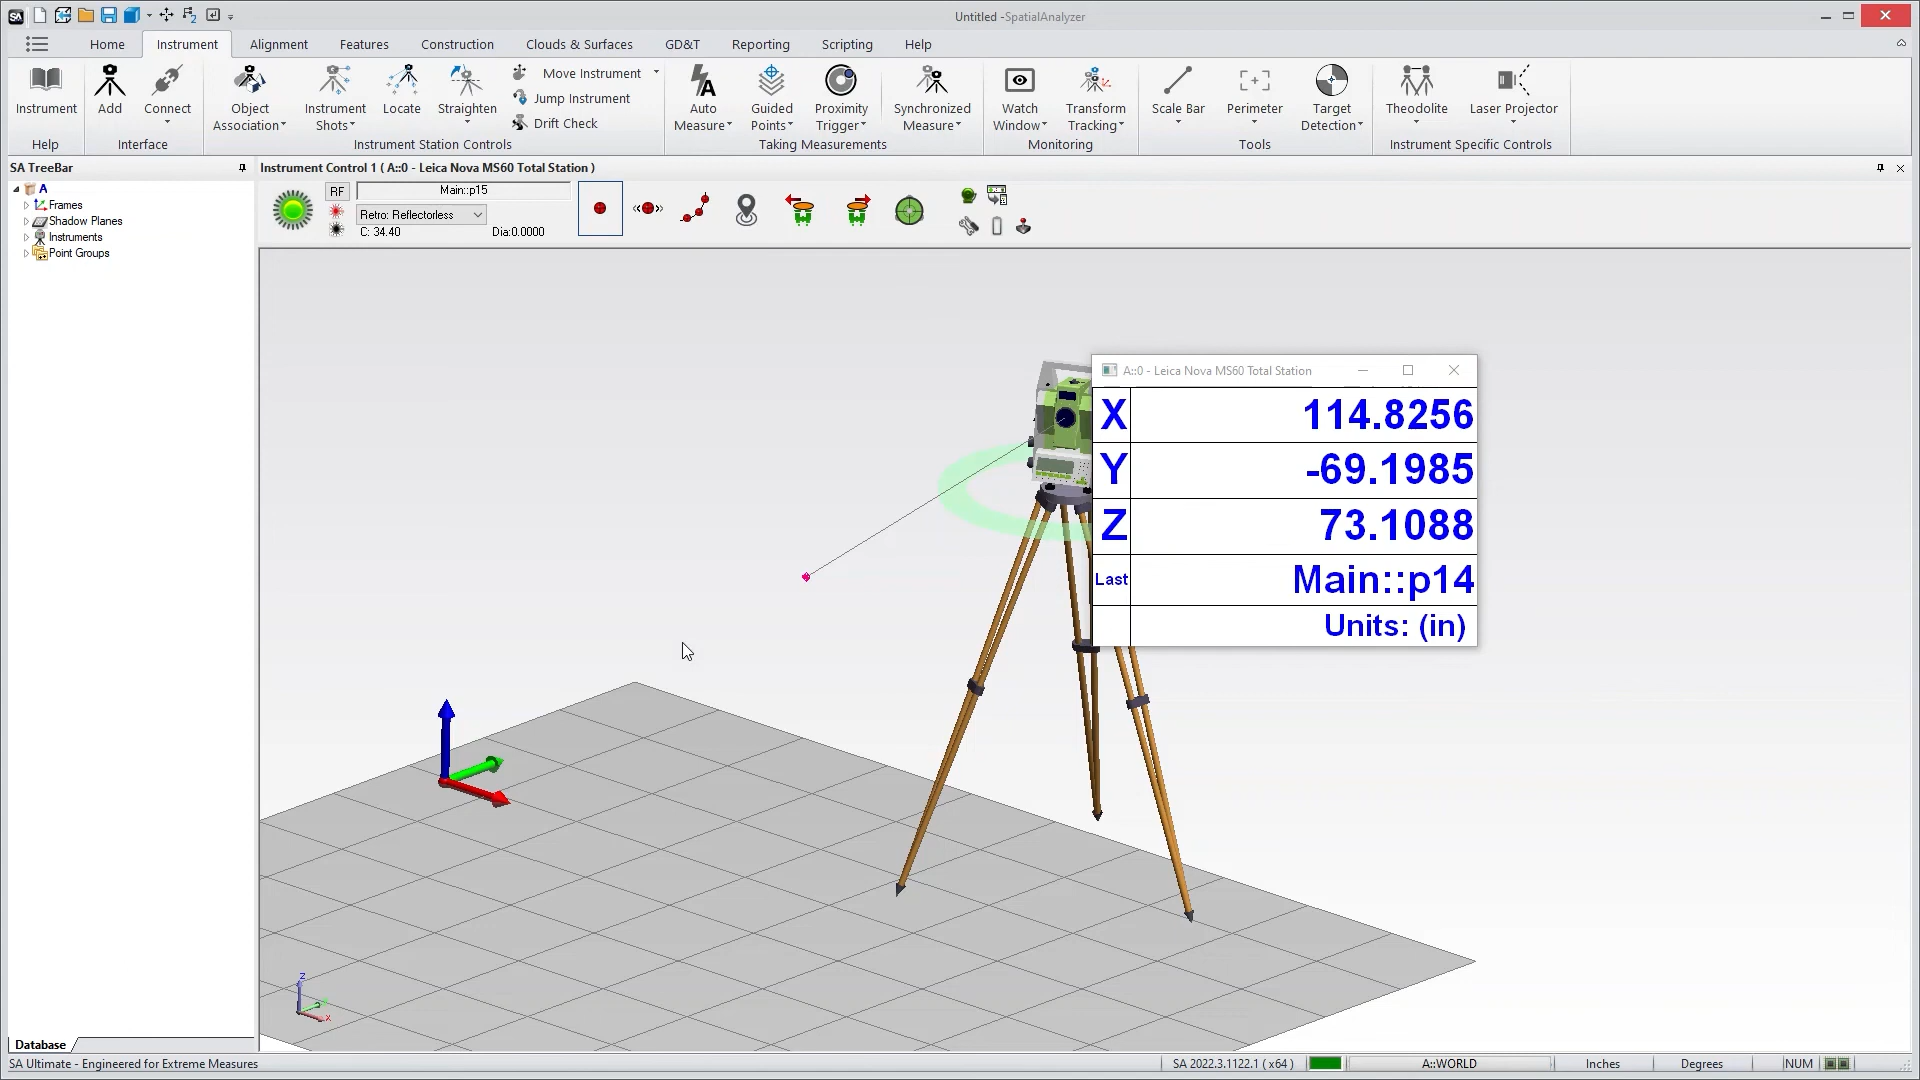 SA
Untitled -SpatialAnalyzer
Home
Instrument
Alignment
Features
Construction
Clouds & Surfaces
GD&T
Reporting
Scripting
Help
Instrument
Add
Connect
Object Association
Instrument Shots
Locate
Straighten
Move Instrument
Jump Instrument
Drift Check
Auto Measure
Guided Points
Proximity Trigger
Synchronized Measure
Watch Window
Transform Tracking
Scale Bar
Perimeter
Target Detection
Theodolite
Laser Projector
Help
Interface
Instrument Station Controls
Taking Measurements
Monitoring
Tools
Instrument Specific Controls
SA TreeBar
A
Frames
Shadow Planes
Instruments
Point Groups
Instrument Control 1 ( A::0 - Leica Nova MS60 Total Station )
RF
Main::p15
Retro: Reflectorless
C: 34.40
Dia:0.0000
A::0 - Leica Nova MS60 Total Station
X 114.8256
Y -69.1985
Z 73.1088
Last Main::p14
Units: (in)
Z
X
Database
SA Ultimate - Engineered for Extreme Measures
SA 2022.3.1122.1 ( x64 )
A::WORLD
Inches
Degrees
NUM